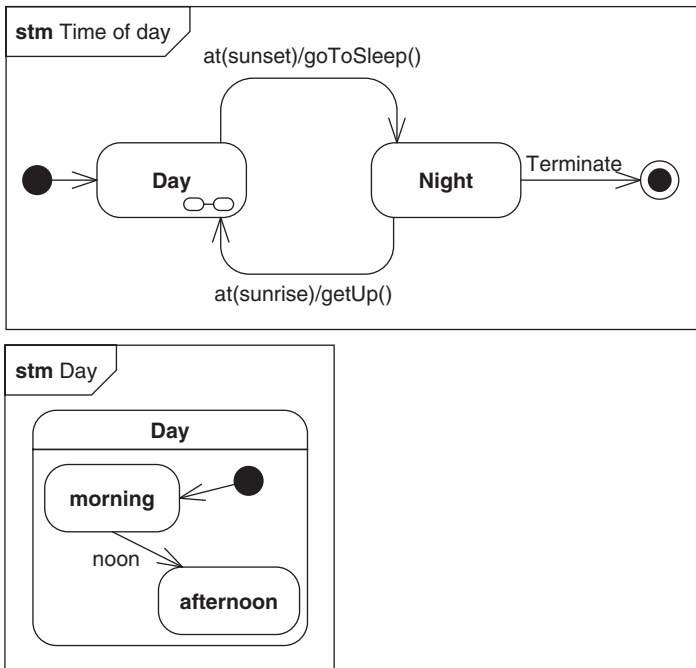 stm Time of day
at(sunset)/goToSleep()
Day
Night
Terminate
at(sunrise)/getUp()
stm Day
Day
morning
noon
afternoon